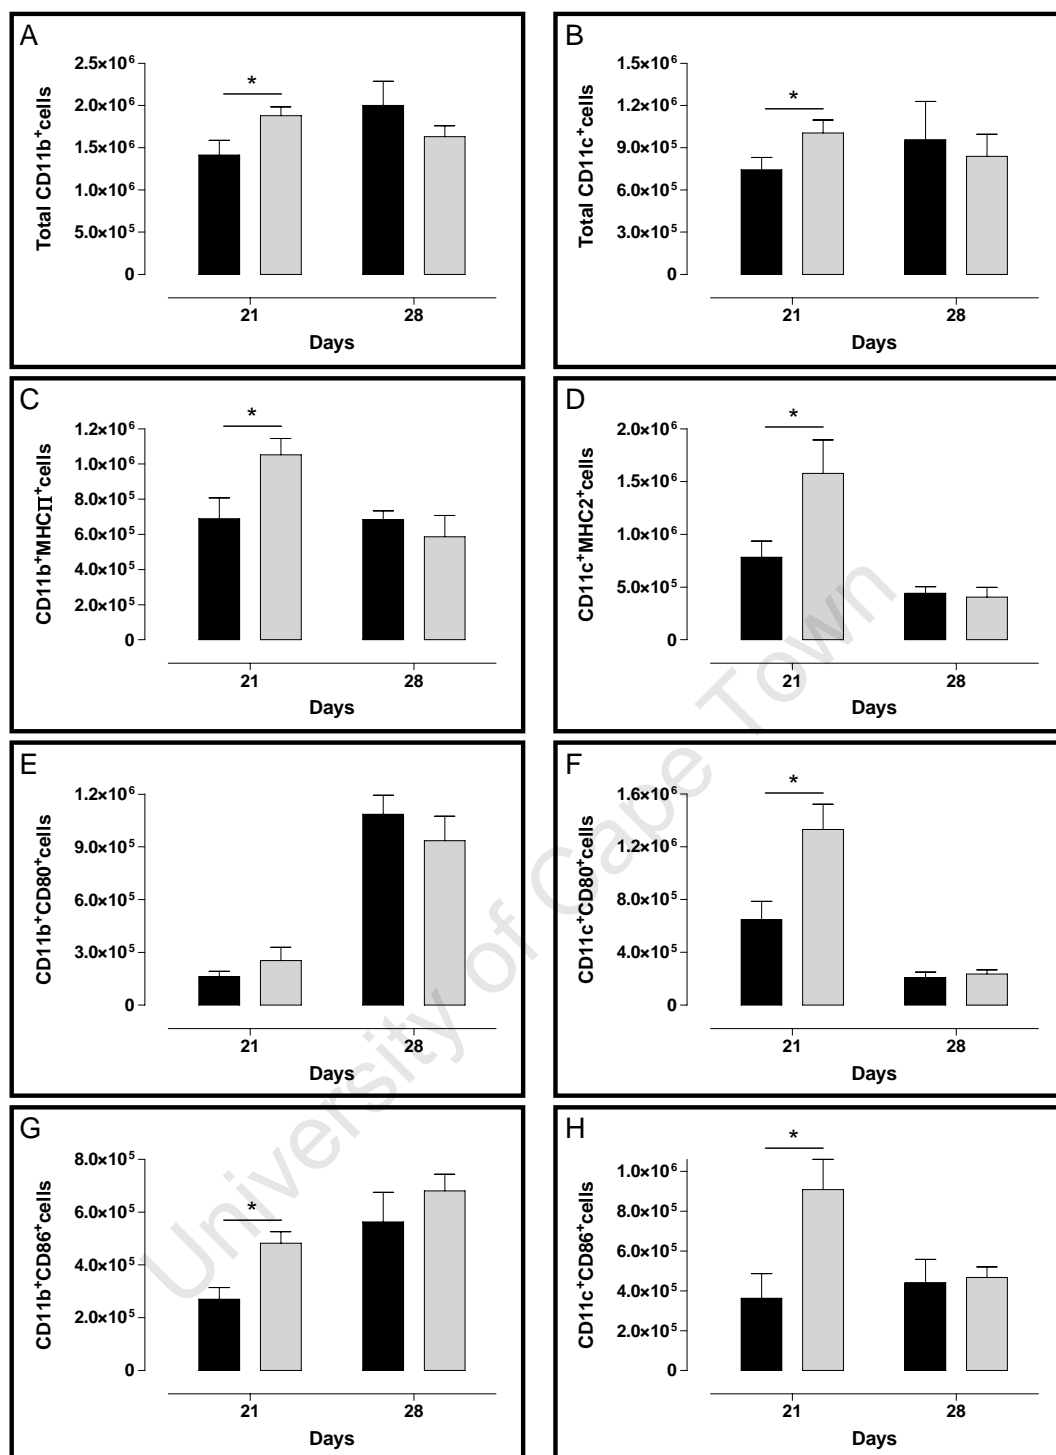 A
Total CD11b⁺cells
2.5×10⁶
2.0×10⁶
1.5×10⁶
1.0×10⁶
5.0×10⁵
0
*
21
28
Days
B
Total CD11c⁺cells
1.5×10⁶
1.2×10⁶
9.0×10⁵
6.0×10⁵
3.0×10⁵
0
*
21
28
Days
C
CD11b⁺MHCII⁺cells
1.2×10⁶
1.0×10⁶
8.0×10⁵
6.0×10⁵
4.0×10⁵
2.0×10⁵
0
*
21
28
Days
D
CD11c⁺MHC2⁺cells
2.0×10⁶
1.5×10⁶
1.0×10⁶
5.0×10⁵
0
*
21
28
Days
E
CD11b⁺CD80⁺cells
1.2×10⁶
9.0×10⁵
6.0×10⁵
3.0×10⁵
0
21
28
Days
F
CD11c⁺CD80⁺cells
1.6×10⁶
1.2×10⁶
8.0×10⁵
4.0×10⁵
0
*
21
28
Days
G
CD11b⁺CD86⁺cells
8.0×10⁵
6.0×10⁵
4.0×10⁵
2.0×10⁵
0
*
21
28
Days
H
CD11c⁺CD86⁺cells
1.0×10⁶
8.0×10⁵
6.0×10⁵
4.0×10⁵
2.0×10⁵
0
*
21
28
Days
University of Cape Town